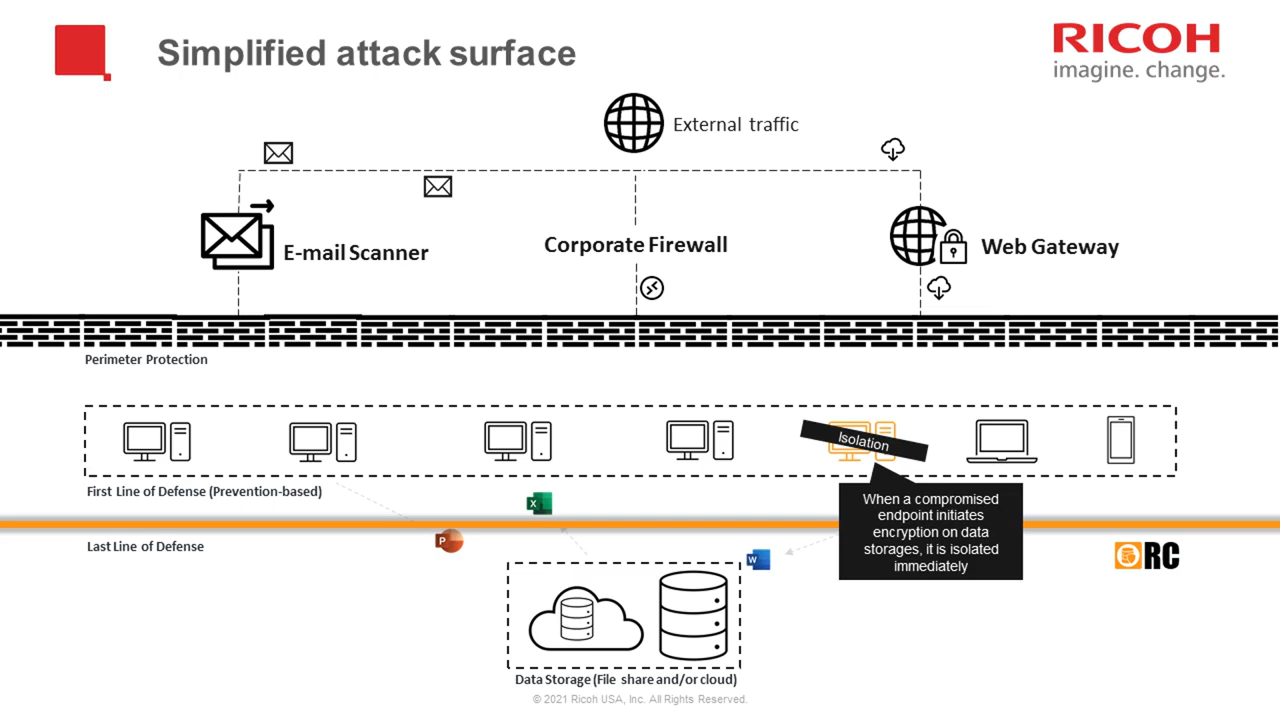 Simplified attack surface
RICOH
imagine. change.
External traffic
E-mail Scanner
Corporate Firewall
Web Gateway
Perimeter Protection
Isolation
First Line of Defense (Prevention-based)
X
When a compromised
endpoint initiates
encryption on data
storages, it is isolated
immediately
Last Line of Defense
P
W
RC
Data Storage (File share and/or cloud)
© 2021 Ricoh USA, Inc. All Rights Reserved.